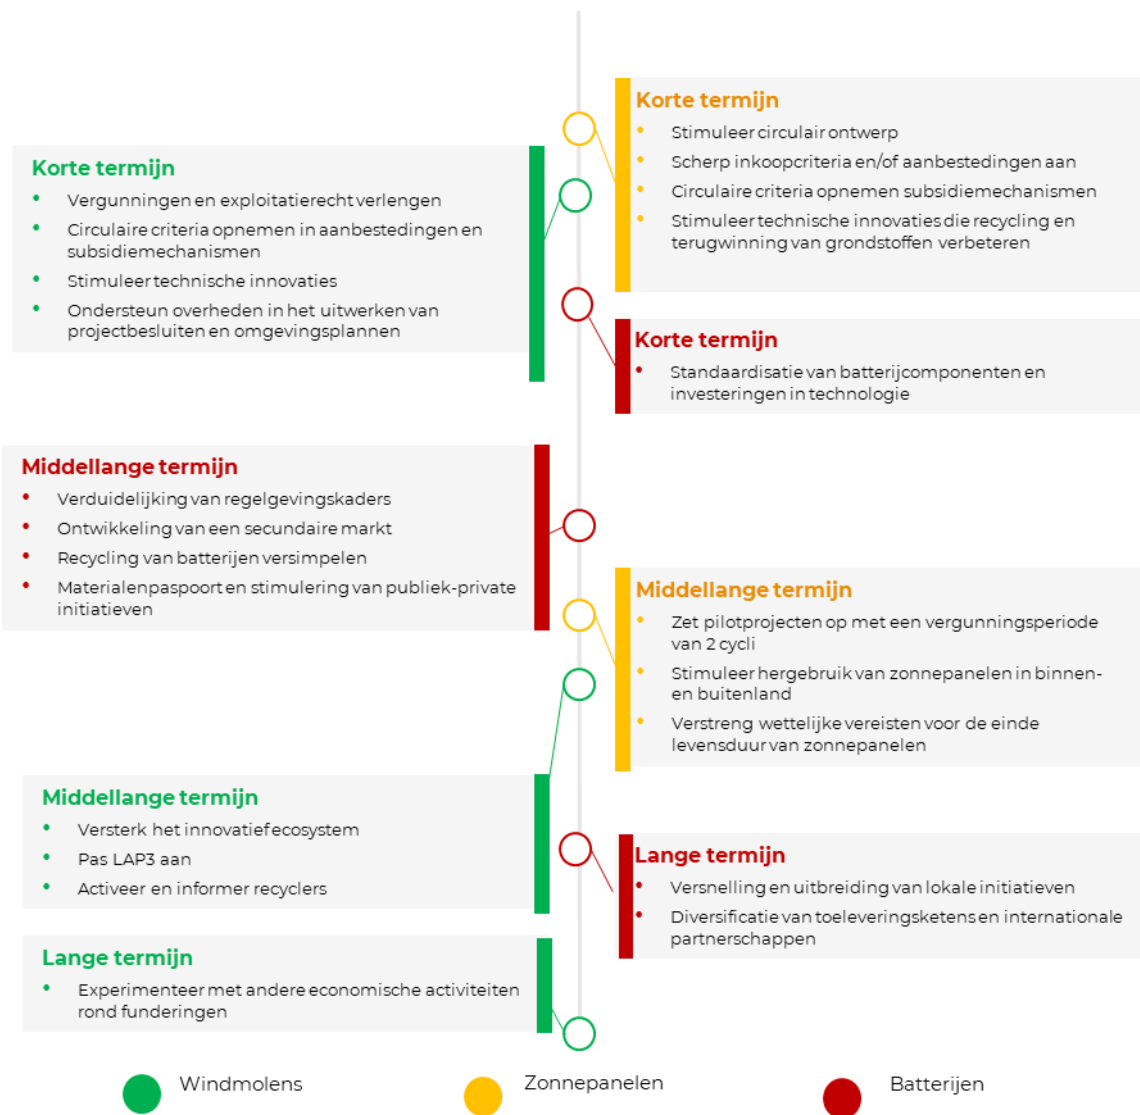 Korte termijn
Stimuleer circulair ontwerp
Scherp inkoopcriteria en/of aanbestedingen aan
Circulaire criteria opnemen subsidiemechanismen
Stimuleer technische innovaties die recycling en
terugwinning van grondstoffen verbeteren
Korte termijn
Vergunningen en exploitatierecht verlengen
Circulaire criteria opnemen in aanbestedingen en
subsidiemechanismen
Stimuleer technische innovaties
Ondersteun overheden in het uitwerken van
projectbesluiten en omgevingsplannen
Korte termijn
Standaardisatie van batterijcomponenten en
investeringen in technologie
Middellange termijn
Verduidelijking van regelgevingskaders
Ontwikkeling van een secundaire markt
Recycling van batterijen versimpelen
Materialenpaspoort en stimulering van publiek-private
initiatieven
Middellange termijn
Zet pilotprojecten op met een vergunningsperiode
van 2 cycli
Stimuleer hergebruik van zonnepanelen in binnen-
en buitenland
Verstreng wettelijke vereisten voor de einde
levensduur van zonnepanelen
Middellange termijn
Versterk het innovatief ecosystem
Pas LAP3 aan
Activeer en informer recyclers
Lange termijn
Versnelling en uitbreiding van lokale initiatieven
Diversificatie van toeleveringsketens en internationale
partnerschappen
Lange termijn
Experimenteer met andere economische activiteiten
rond funderingen
Windmolens
Zonnepanelen
Batterijen